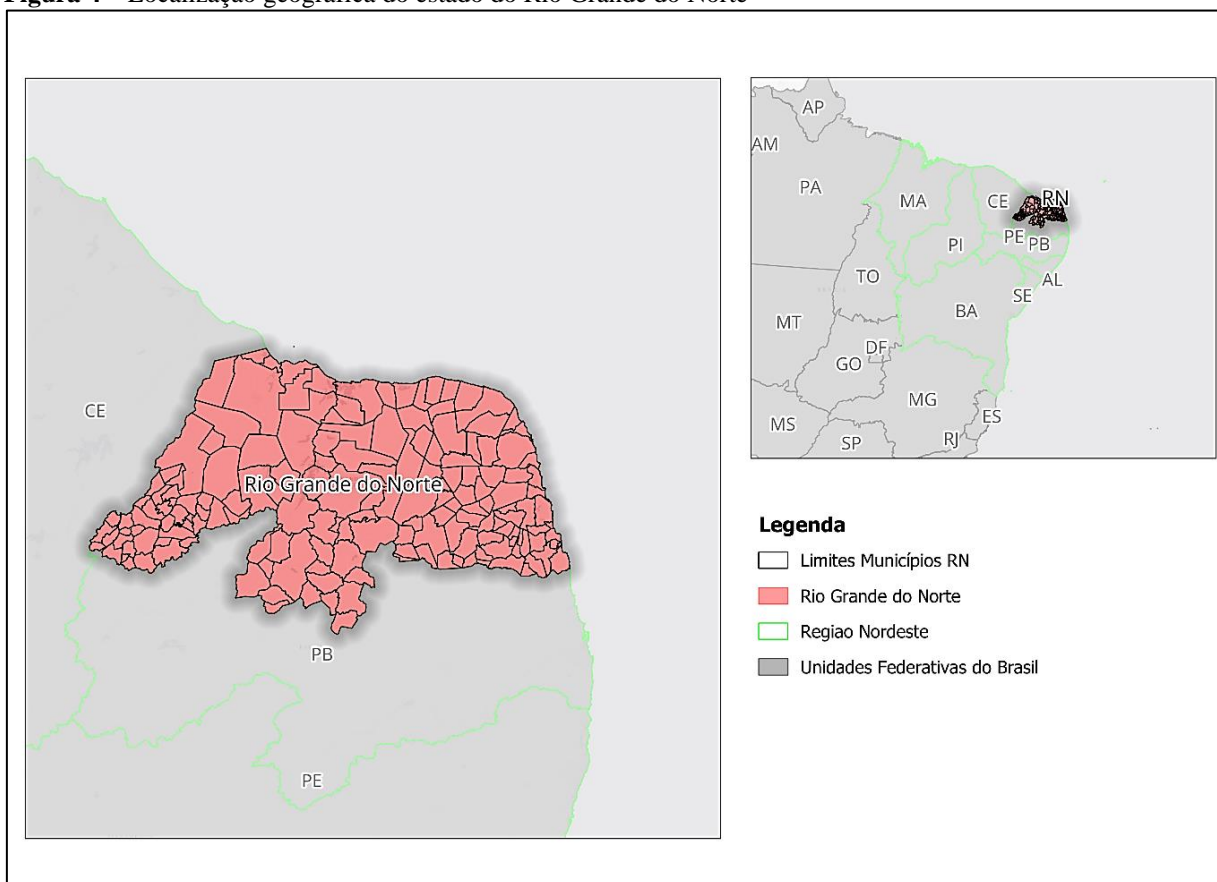 Localização geográfica do estado do Rio Grande do Norte
CE
Rio Grande do Norte
PB
PE
AP
AM
PA
MA
CE
RN
PI
PE
PB
TO
AL
SE
BA
MT
DF
GO
MG
ES
MS
SP
RJ
Legenda
Limites Municípios RN
Rio Grande do Norte
Regiao Nordeste
Unidades Federativas do Brasil